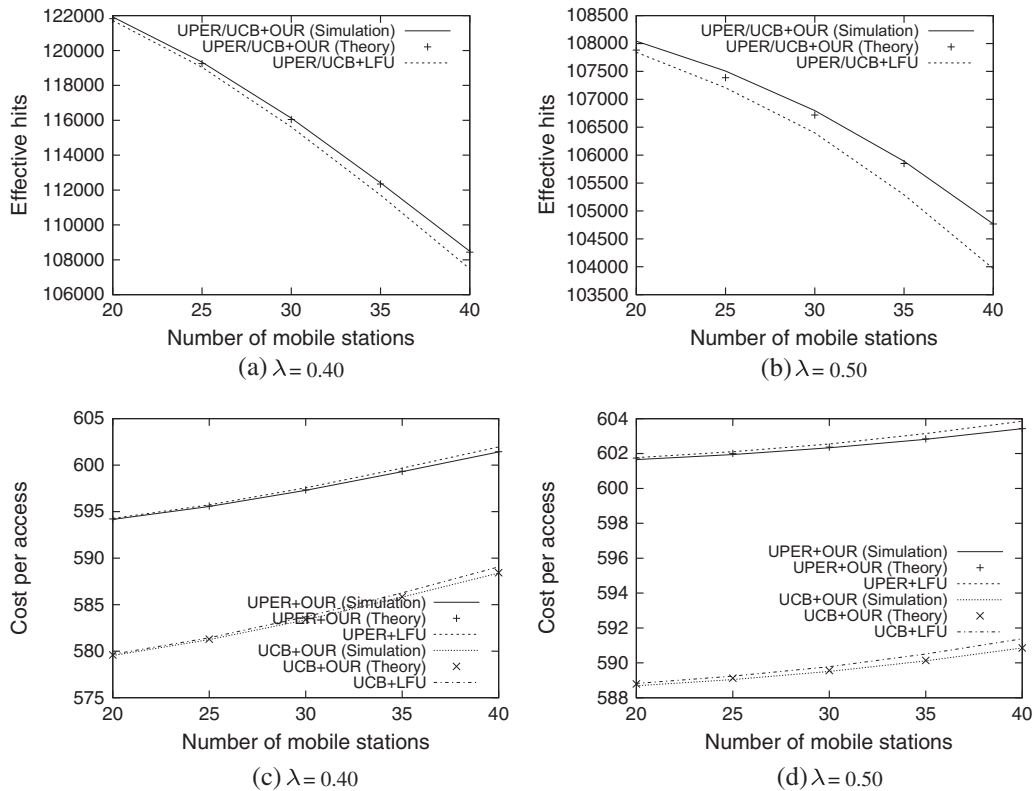 122000
120000
118000
116000
114000
112000
110000
108000
106000
Effective hits
UPER/UCB+OUR (Simulation)
UPER/UCB+OUR (Theory)
UPER/UCB+LFU
20 25 30 35 40
Number of mobile stations
(a) λ = 0.40
108500
108000
107500
107000
106500
106000
105500
105000
104500
104000
103500
Effective hits
UPER/UCB+OUR (Simulation)
UPER/UCB+OUR (Theory)
UPER/UCB+LFU
20 25 30 35 40
Number of mobile stations
(b) λ = 0.50
605
600
595
590
585
580
575
Cost per access
UPER+OUR (Simulation)
UPER+OUR (Theory)
UPER+LFU
UCB+OUR (Simulation)
UCB+OUR (Theory)
UCB+LFU
20 25 30 35 40
Number of mobile stations
(c) λ = 0.40
604
602
600
598
596
594
592
590
588
Cost per access
UPER+OUR (Simulation)
UPER+OUR (Theory)
UPER+LFU
UCB+OUR (Simulation)
UCB+OUR (Theory)
UCB+LFU
20 25 30 35 40
Number of mobile stations
(d) λ = 0.50